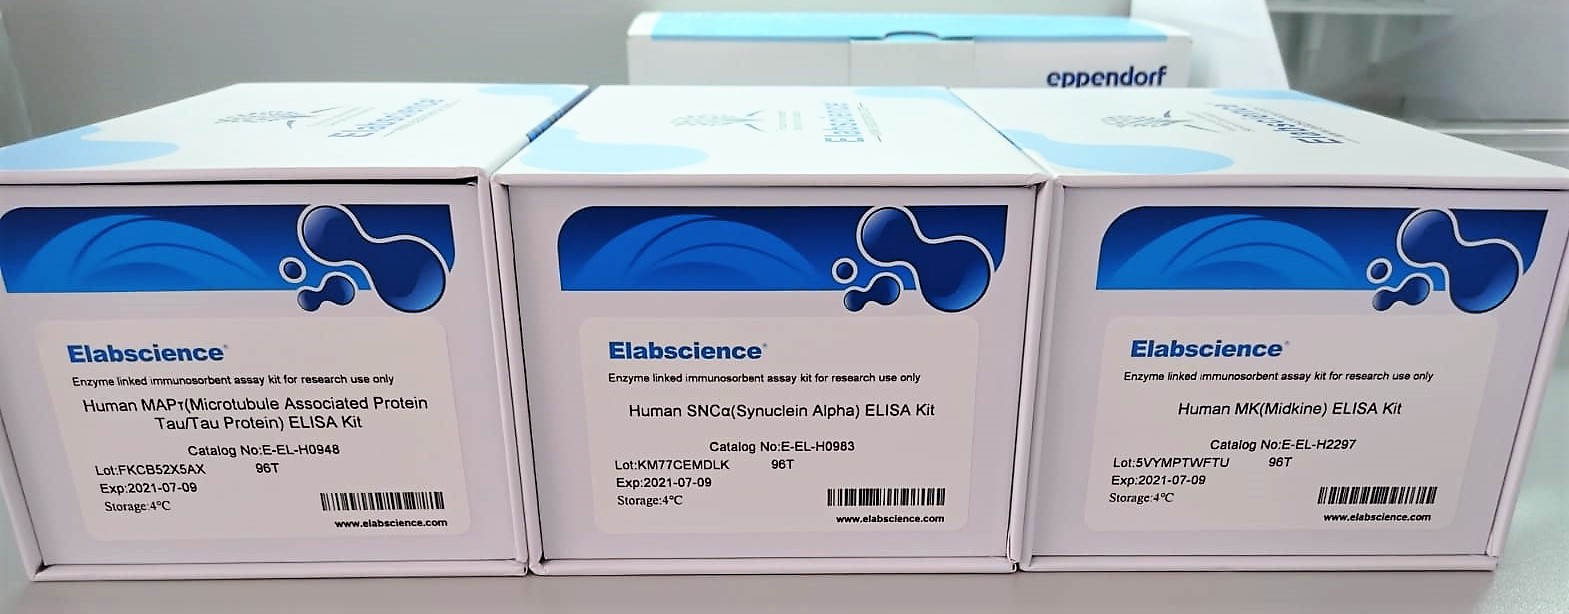 eppendorf
Elabscience
Elabscience
Elabscience
Elabscience®
Enzyme linked immunosorbent assay kit for research use only
Human MAPτ(Microtubule Associated Protein
Tau/Tau Protein) ELISA Kit
Catalog No:E-EL-H0948
Lot:FKCB52X5AX 96T
Exp:2021-07-09
Storage:4℃
www.elabscience.com
Elabscience®
Enzyme linked immunosorbent assay kit for research use only
Human SNCα(Synuclein Alpha) ELISA Kit
Catalog No:E-EL-H0983
Lot:KM77CEMDLK 96T
Exp:2021-07-09
Storage:4℃
www.elabscience.com
Elabscience®
Enzyme linked immunosorbent assay kit for research use only
Human MK(Midkine) ELISA Kit
Catalog No:E-EL-H2297
Lot:5VYMPTWFTU 96T
Exp:2021-07-09
Storage:4℃
www.elabscience.com